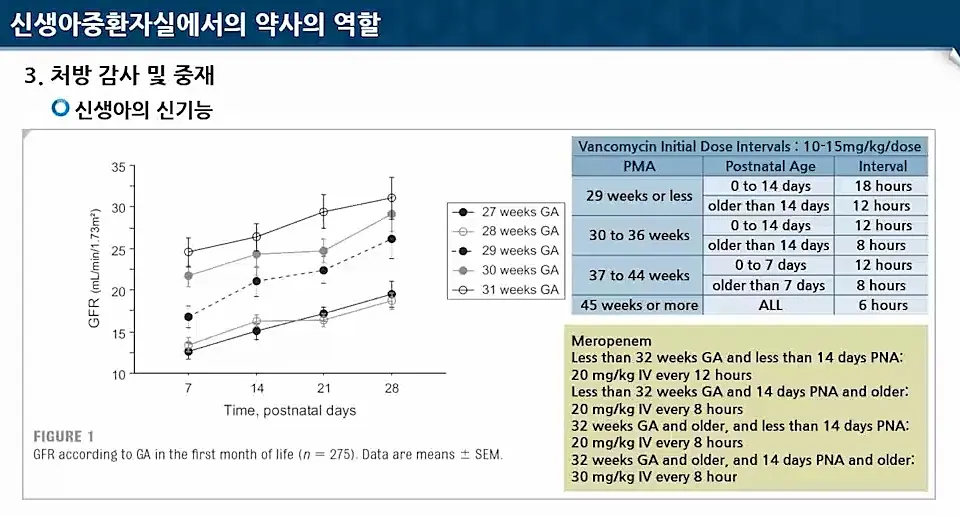 신생아중환자실에서의 약사의 역할
3. 처방 감사 및 중재
신생아의 신기능
35
30
25
20
15
10
GFR (mL/min/1.73m²)
7 14 21 28
Time, postnatal days
27 weeks GA
28 weeks GA
29 weeks GA
30 weeks GA
31 weeks GA
FIGURE 1
GFR according to GA in the first month of life (n = 275). Data are means ± SEM.
Vancomycin Initial Dose Intervals : 10-15mg/kg/dose
PMA Postnatal Age Interval
29 weeks or less 0 to 14 days 18 hours
older than 14 days 12 hours
30 to 36 weeks 0 to 14 days 12 hours
older than 14 days 8 hours
37 to 44 weeks 0 to 7 days 12 hours
older than 7 days 8 hours
45 weeks or more ALL 6 hours
Meropenem
Less than 32 weeks GA and less than 14 days PNA:
20 mg/kg IV every 12 hours
Less than 32 weeks GA and 14 days PNA and older:
20 mg/kg IV every 8 hours
32 weeks GA and older, and less than 14 days PNA:
20 mg/kg IV every 8 hours
32 weeks GA and older, and 14 days PNA and older:
30 mg/kg IV every 8 hour